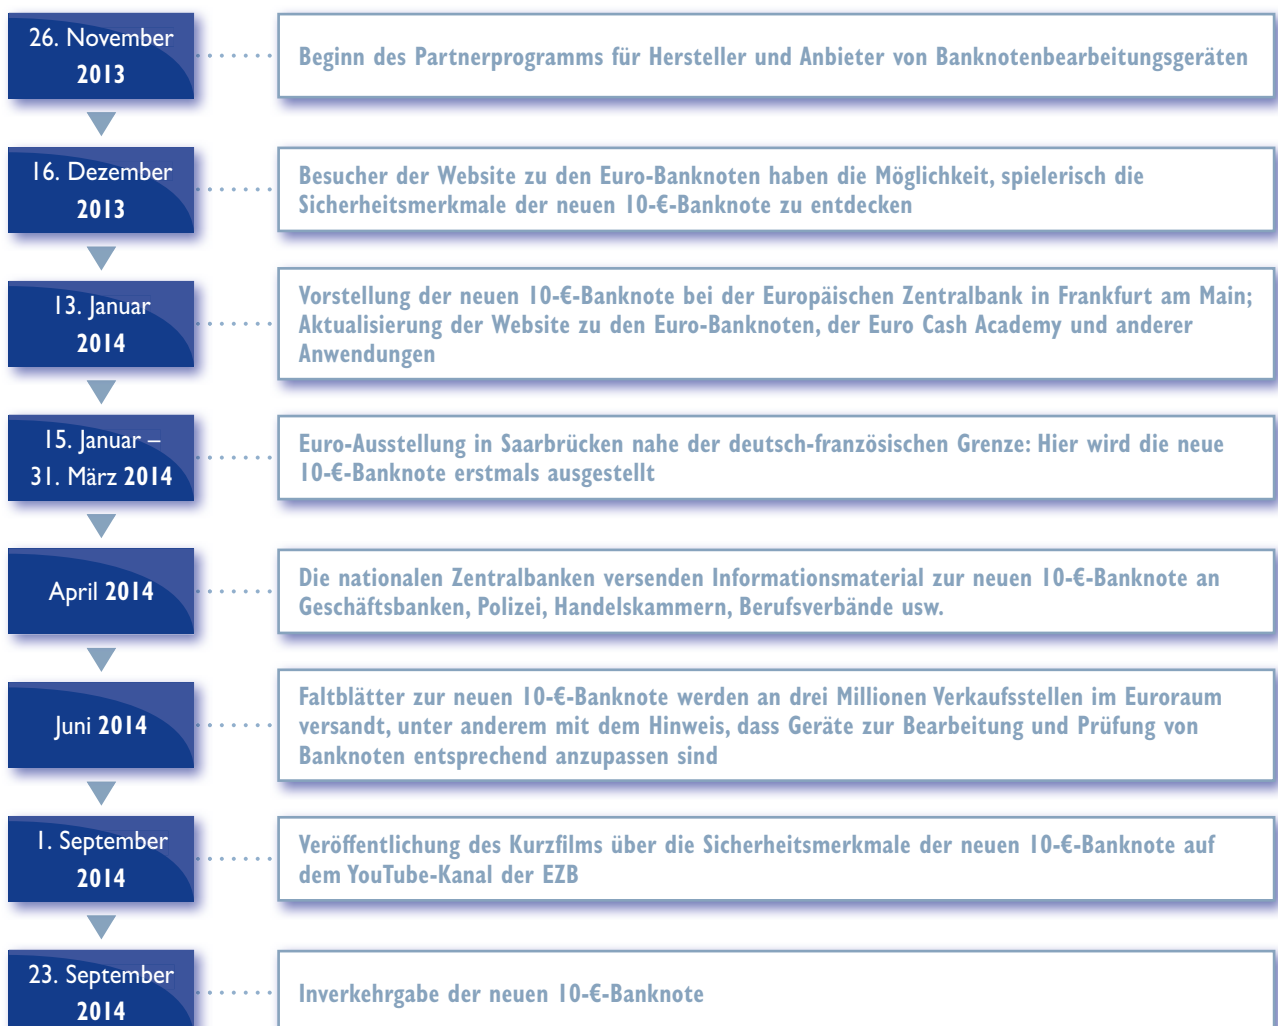 26. November
2013
Beginn des Partnerprogramms für Hersteller und Anbieter von Banknotenbearbeitungsgeräten
16. Dezember
2013
Besucher der Website zu den Euro-Banknoten haben die Möglichkeit, spielerisch die
Sicherheitsmerkmale der neuen 10-€-Banknote zu entdecken
13. Januar
2014
Vorstellung der neuen 10-€-Banknote bei der Europäischen Zentralbank in Frankfurt am Main;
Aktualisierung der Website zu den Euro-Banknoten, der Euro Cash Academy und anderer
Anwendungen
15. Januar –
31. März 2014
Euro-Ausstellung in Saarbrücken nahe der deutsch-französischen Grenze: Hier wird die neue
10-€-Banknote erstmals ausgestellt
April 2014
Die nationalen Zentralbanken versenden Informationsmaterial zur neuen 10-€-Banknote an
Geschäftsbanken, Polizei, Handelskammern, Berufsverbände usw.
Juni 2014
Faltblätter zur neuen 10-€-Banknote werden an drei Millionen Verkaufsstellen im Euroraum
versandt, unter anderem mit dem Hinweis, dass Geräte zur Bearbeitung und Prüfung von
Banknoten entsprechend anzupassen sind
1. September
2014
Veröffentlichung des Kurzfilms über die Sicherheitsmerkmale der neuen 10-€-Banknote auf
dem YouTube-Kanal der EZB
23. September
2014
Inverkehrgabe der neuen 10-€-Banknote